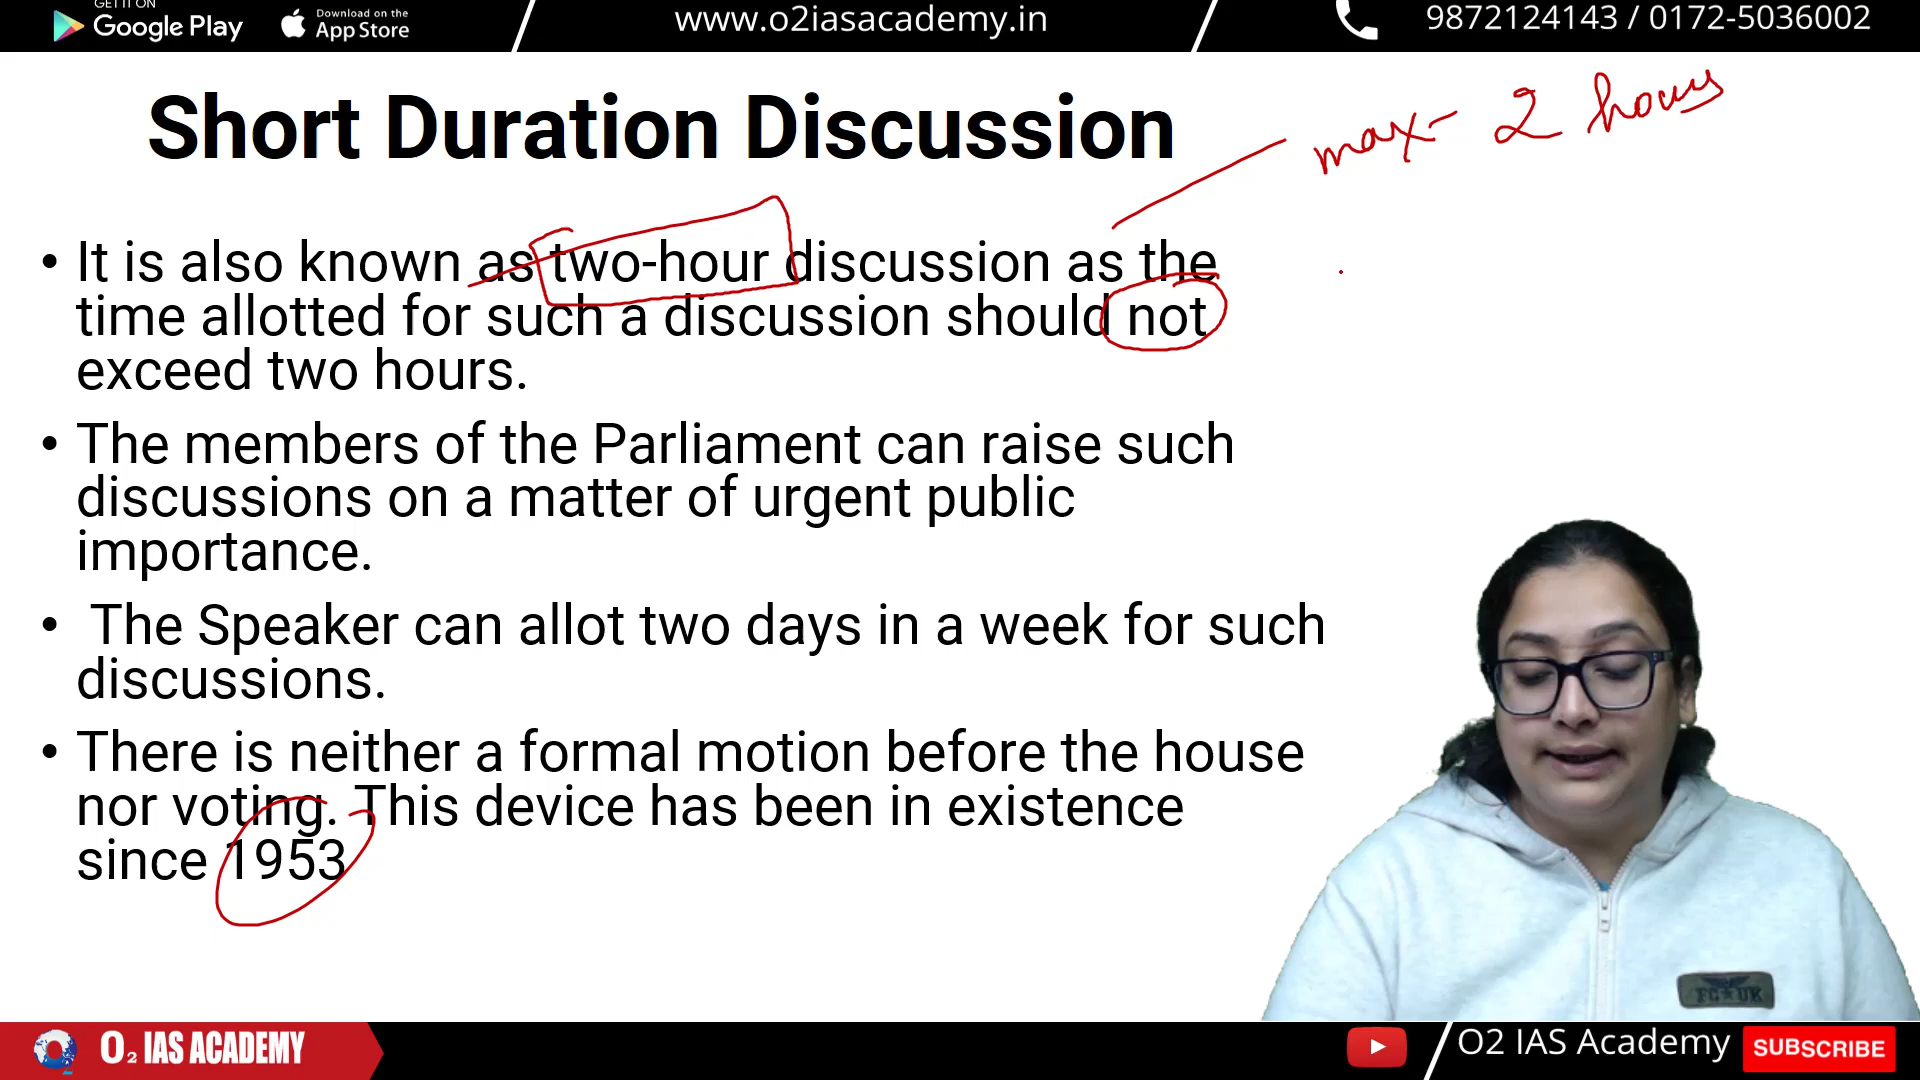 GET IT ON
Google Play
Download on the
App Store
www.o2iasacademy.in
9872124143 / 0172-5036002
Short Duration Discussion
max - 2 hours
• It is also known as two-hour discussion as the
time allotted for such a discussion should not
exceed two hours.
• The members of the Parliament can raise such
discussions on a matter of urgent public
importance.
• The Speaker can allot two days in a week for such
discussions.
• There is neither a formal motion before the house
nor voting. This device has been in existence
since 1953
FCUK
O2 IAS ACADEMY
O2 IAS Academy
SUBSCRIBE